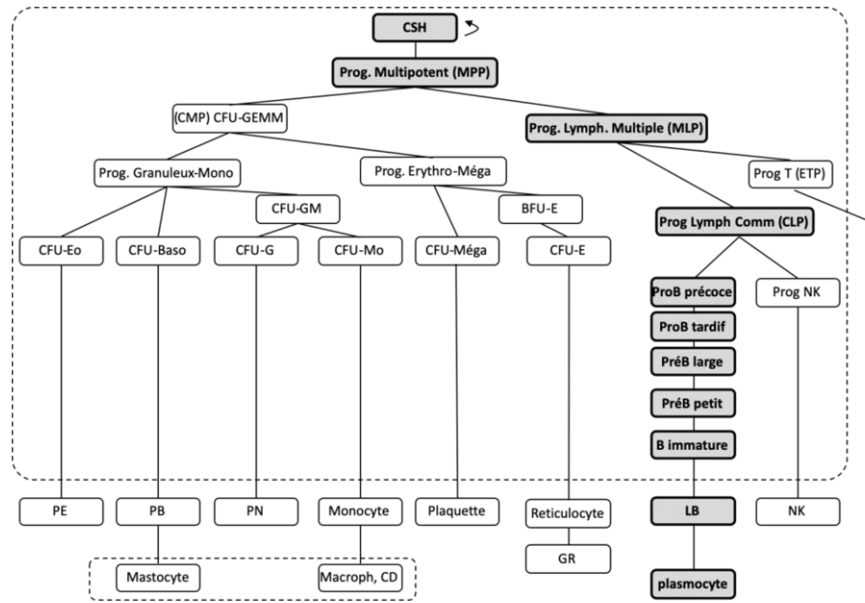 CSH
Prog. Multipotent (MPP)
(CMP) CFU-GEMM
Prog. Lymph. Multiple (MLP)
Prog. Granuleux-Mono
Prog. Erythro-Méga
Prog T (ETP)
CFU-GM
BFU-E
Prog Lymph Comm (CLP)
CFU-Eo
CFU-Baso
CFU-G
CFU-Mo
CFU-Méga
CFU-E
ProB précoce
Prog NK
ProB tardif
PréB large
PréB petit
B immature
PE
PB
PN
Monocyte
Plaquette
Reticulocyte
LB
NK
GR
Mastocyte
Macroph, CD
plasmocyte